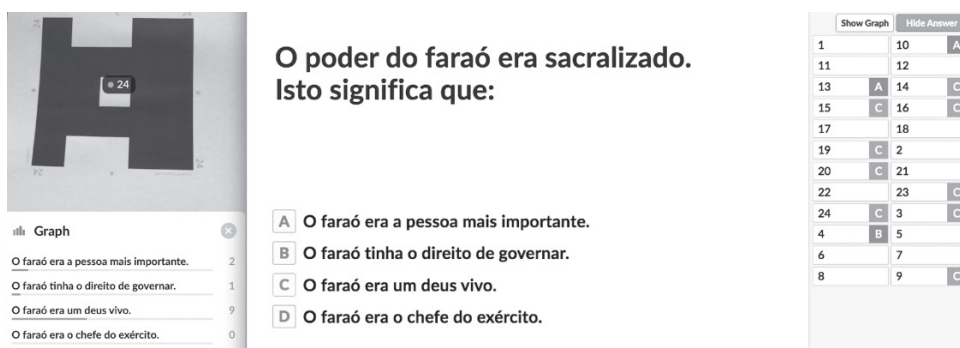 24
24
Graph
O faraó era a pessoa mais importante. 2
O faraó tinha o direito de governar. 1
O faraó era um deus vivo. 9
O faraó era o chefe do exército. 0
O poder do faraó era sacralizado.
Isto significa que:
A O faraó era a pessoa mais importante.
B O faraó tinha o direito de governar.
C O faraó era um deus vivo.
D O faraó era o chefe do exército.
Show Graph Hide Answer
1 10 A
11 12
13 A 14 C
15 C 16 C
17 18
19 C 2
20 C 21
22 23 C
24 C 3 C
4 B 5
6 7
8 9 C